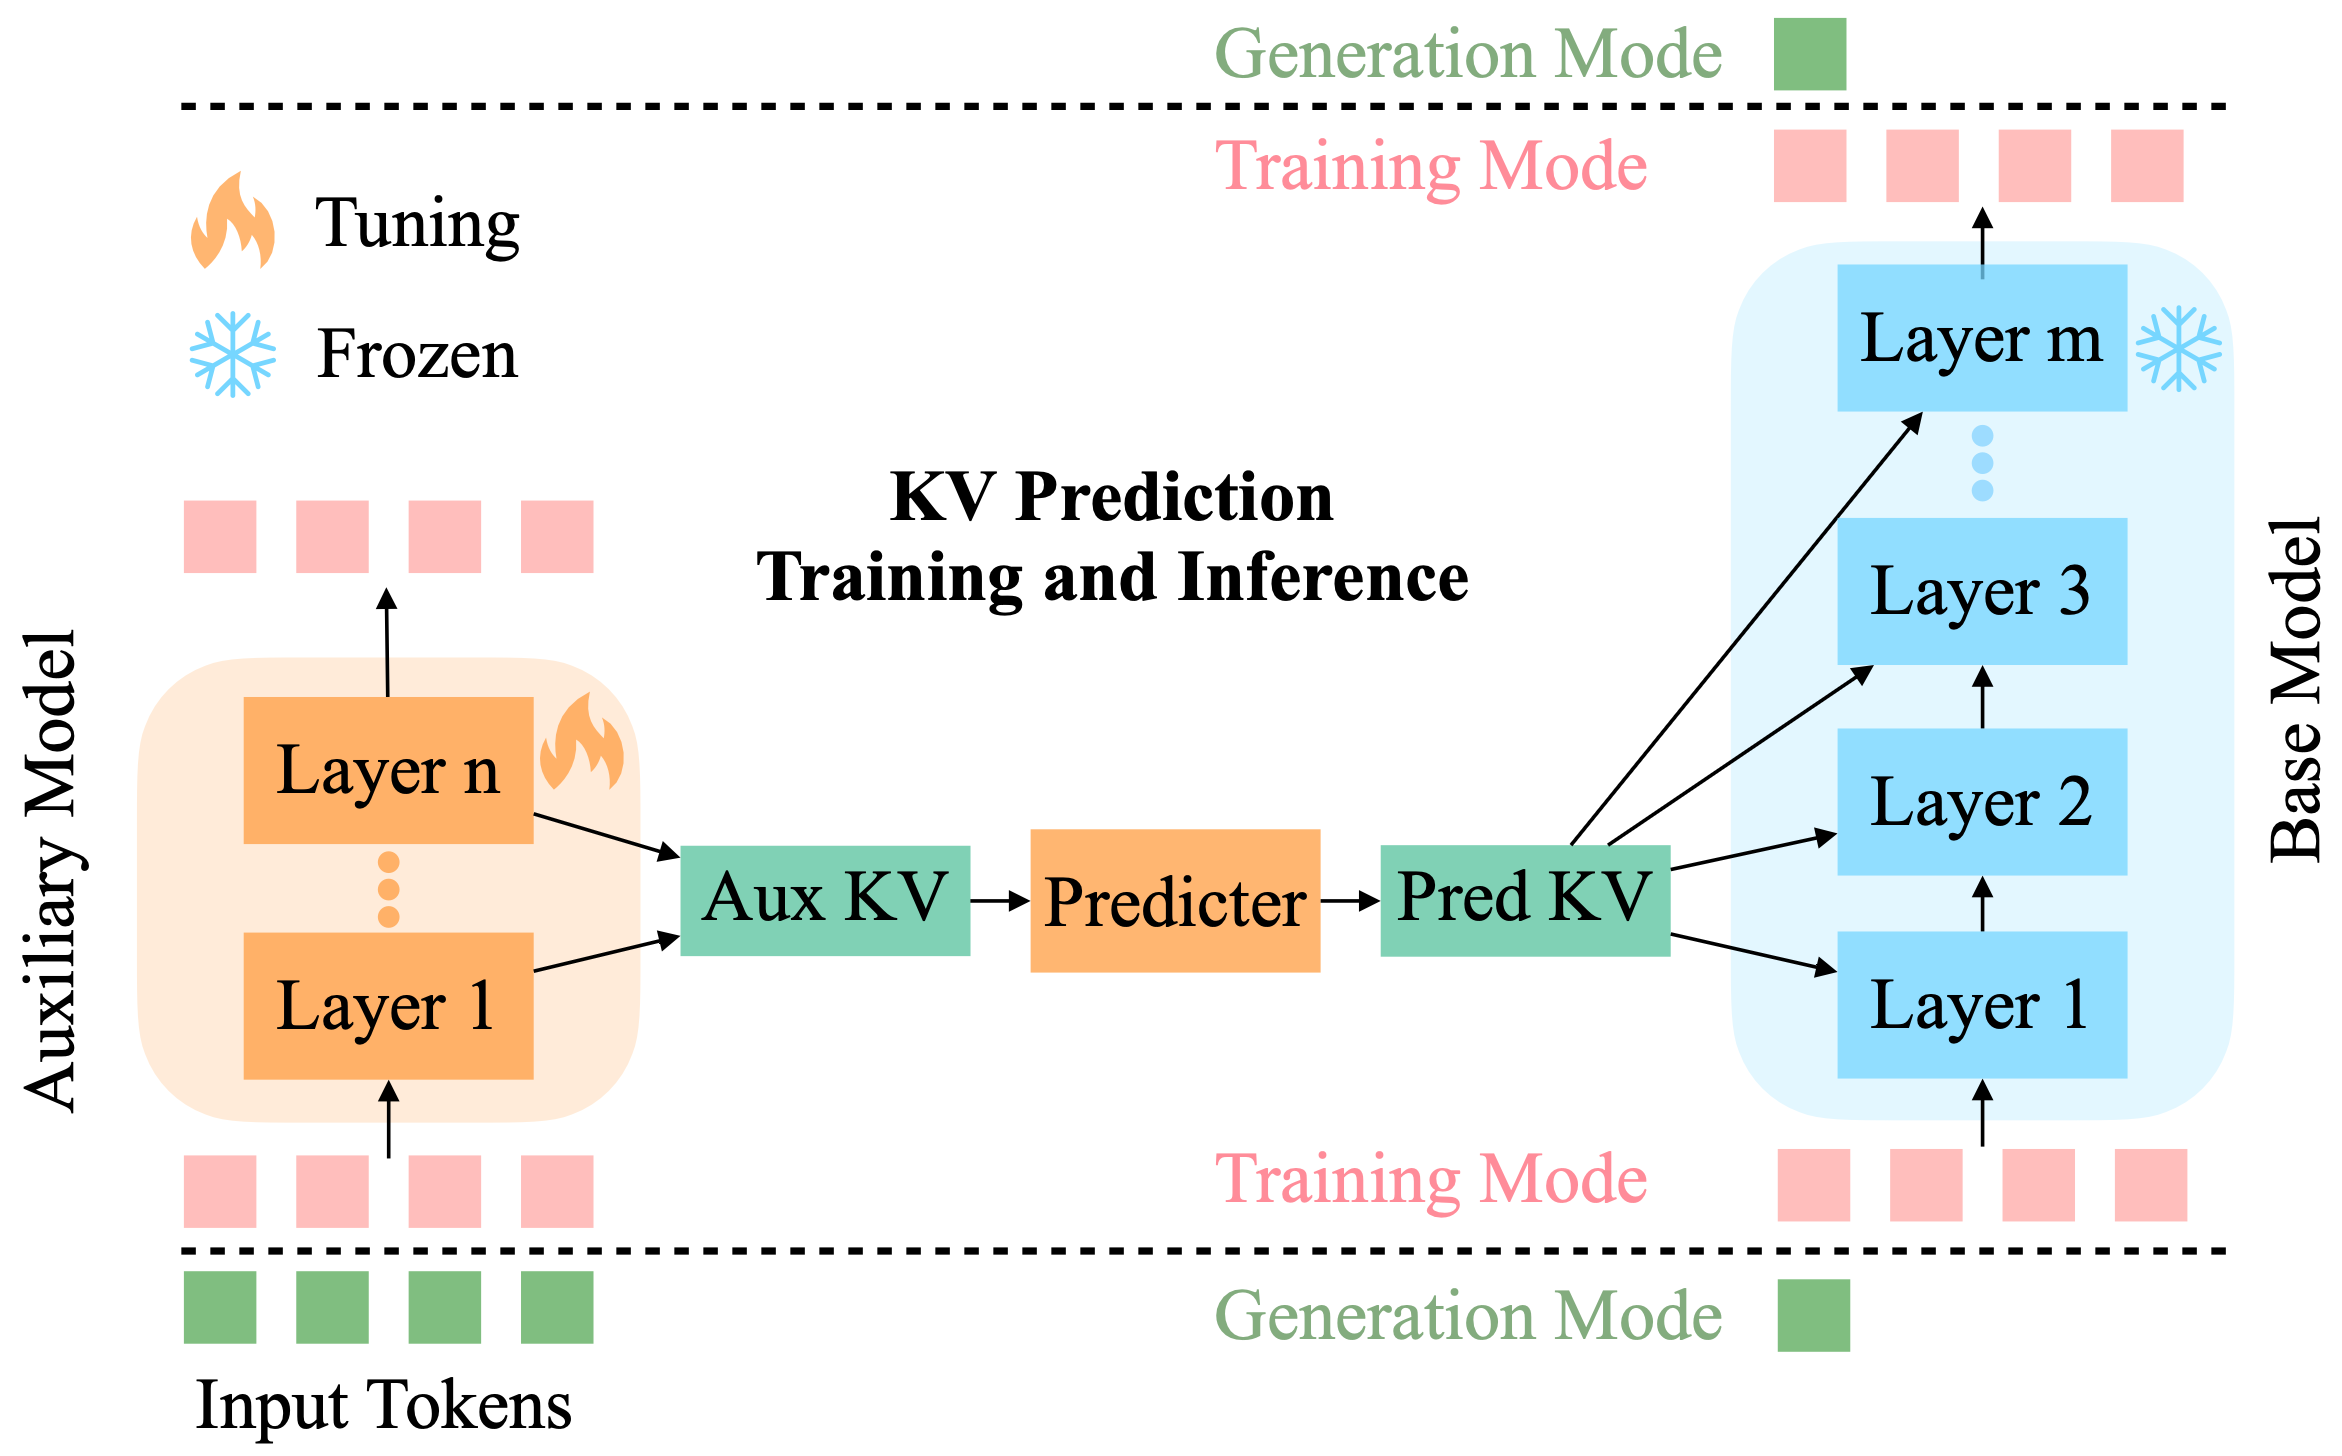 Generation Mode
Training Mode
Tuning
Frozen
KV Prediction
Training and Inference
Auxiliary Model
Layer n
Layer 1
Aux KV
Predicter
Pred KV
Layer m
Layer 3
Layer 2
Layer 1
Base Model
Training Mode
Generation Mode
Input Tokens